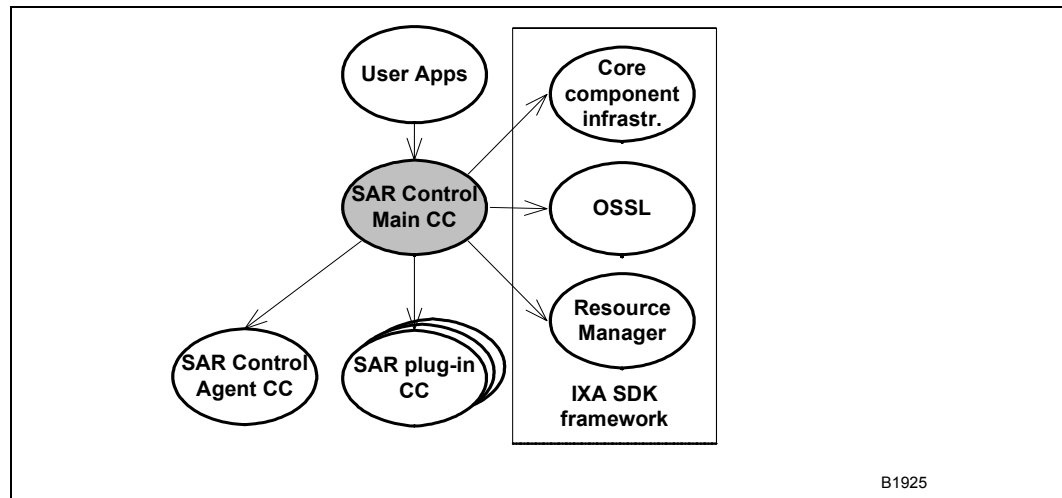 User Apps
Core
component
infrastr.
SAR Control
Main CC
OSSL
Resource
Manager
SAR Control
Agent CC
SAR plug-in
CC
IXA SDK
framework
B1925